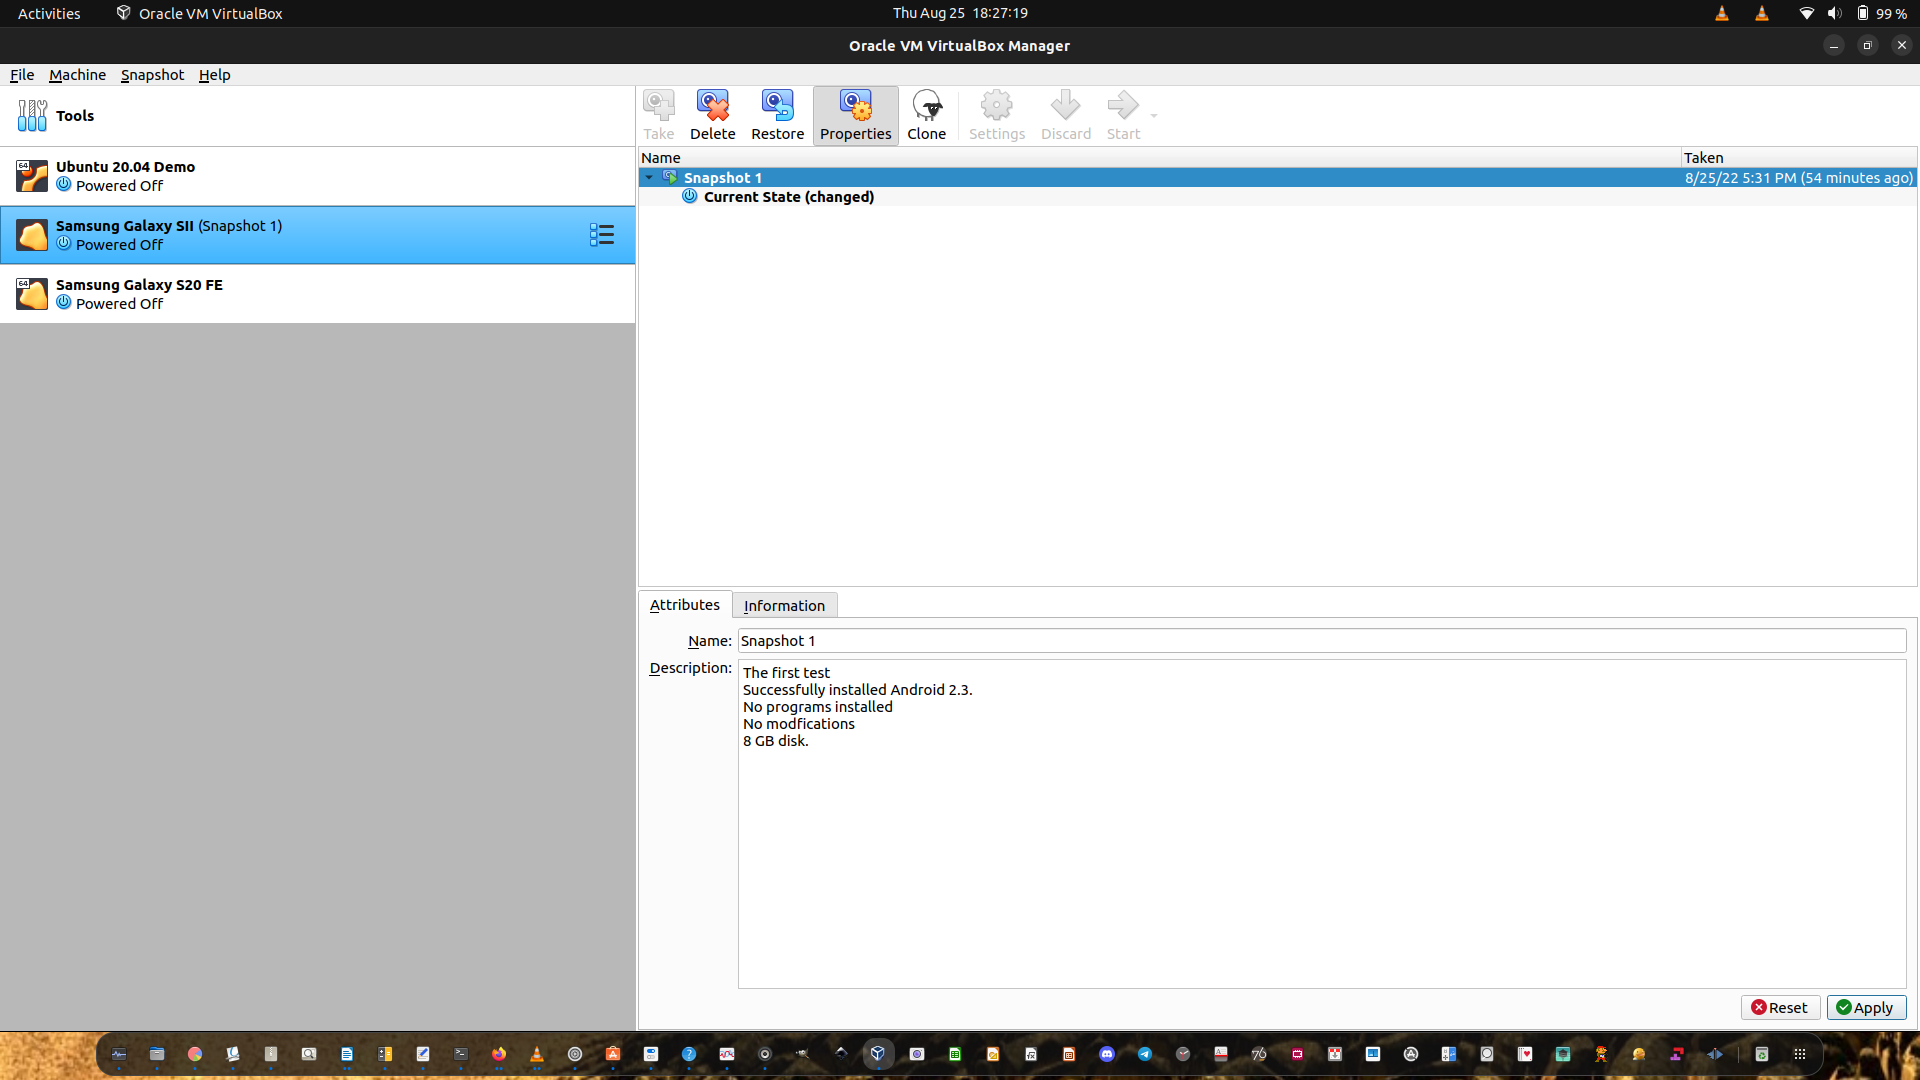 Activities
Oracle VM VirtualBox
Thu Aug 25 18:27:19
99 %
Oracle VM VirtualBox Manager
File Machine Snapshot Help
Tools
Take Delete Restore Properties Clone Settings Discard Start
64
Ubuntu 20.04 Demo
Powered Off
Samsung Galaxy SII (Snapshot 1)
Powered Off
64
Samsung Galaxy S20 FE
Powered Off
Name Taken
Snapshot 1 8/25/22 5:31 PM (54 minutes ago)
Current State (changed)
Attributes Information
Name: Snapshot 1
Description:
The first test
Successfully installed Android 2.3.
No programs installed
No modfications
8 GB disk.
Reset Apply
76